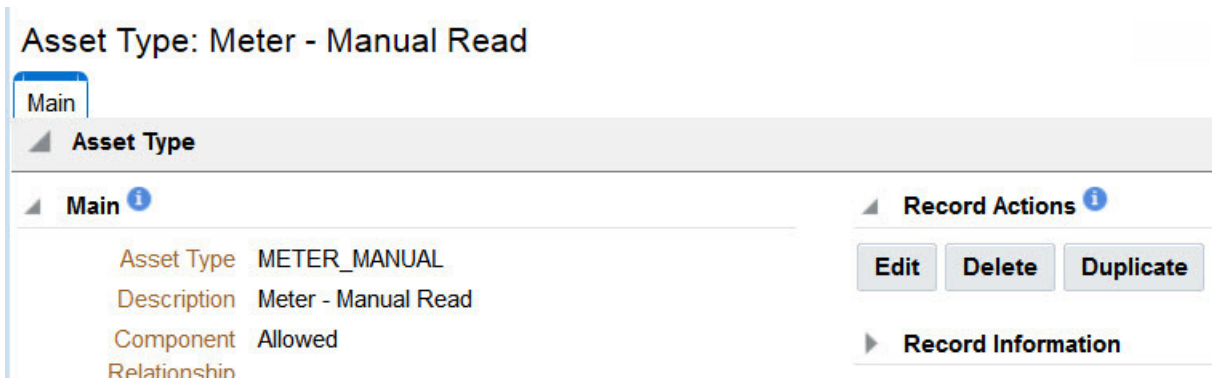 Asset Type: Meter - Manual Read
Main
Asset Type
Main
Asset Type METER_MANUAL
Description Meter - Manual Read
Component Allowed
Relationship
Record Actions
Edit Delete Duplicate
Record Information